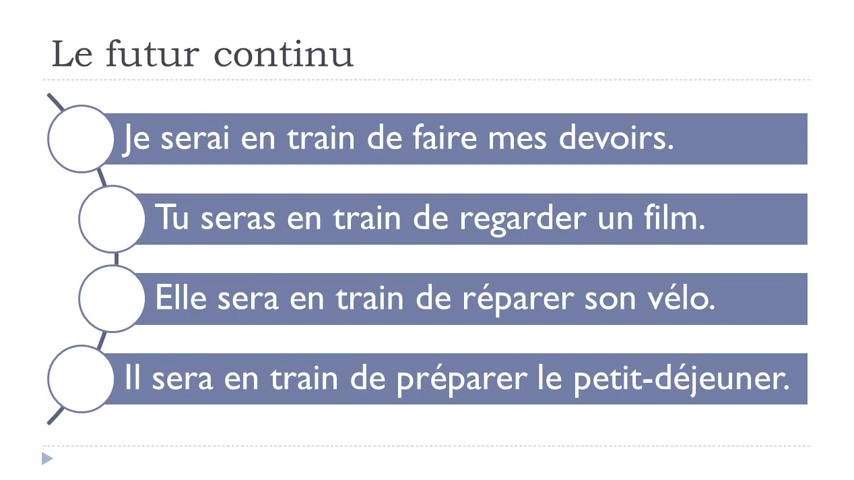 Le futur continu
Je serai en train de faire mes devoirs.
Tu seras en train de regarder un film.
Elle sera en train de réparer son vélo.
Il sera en train de préparer le petit-déjeuner.